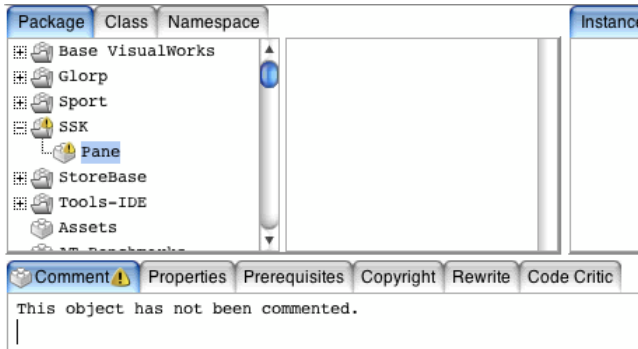 Package Class Namespace Instance
Base VisualWorks
Glorp
Sport
SSK
Pane
StoreBase
Tools-IDE
Assets
Comment Properties Prerequisites Copyright Rewrite Code Critic
This object has not been commented.